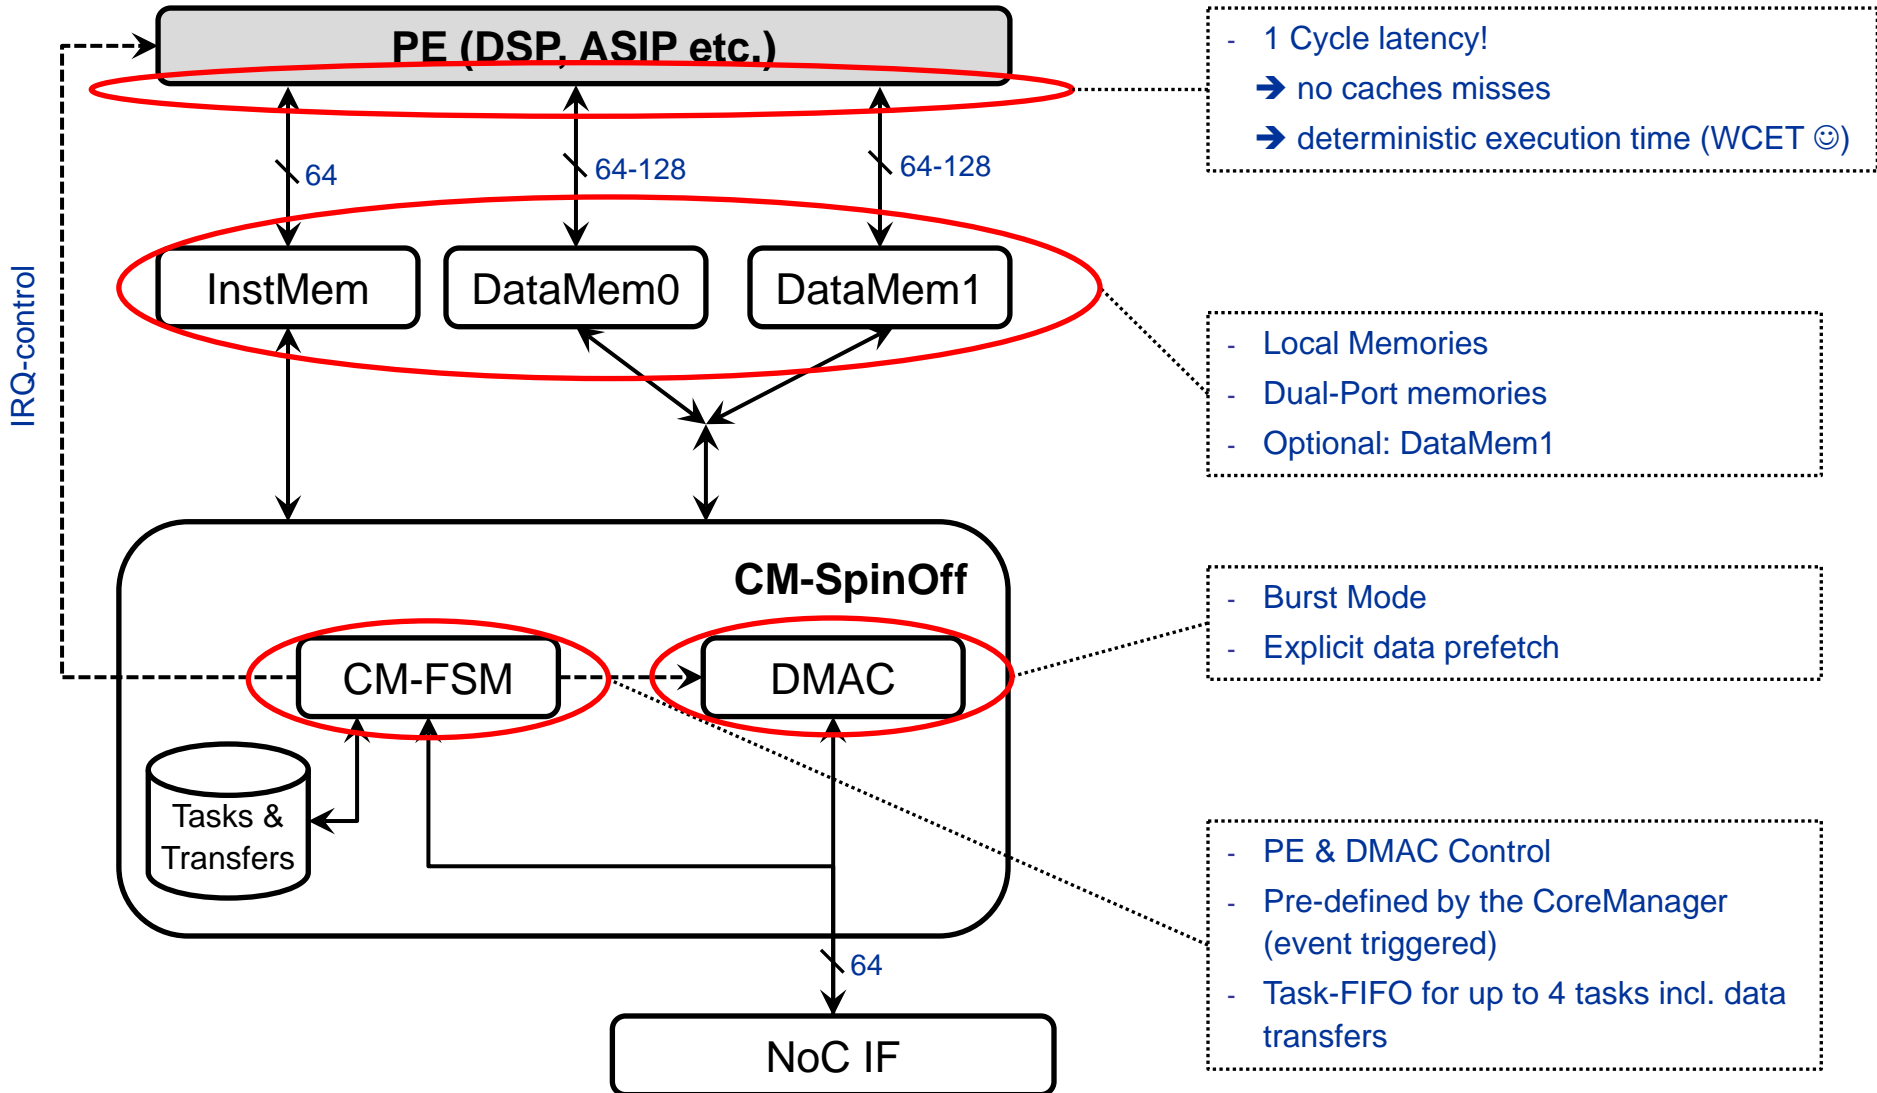 PE (DSP, ASIP etc.)
64
64-128
64-128
InstMem
DataMem0
DataMem1
IRQ-control
CM-SpinOff
CM-FSM
DMAC
Tasks &
Transfers
64
NoC IF
- 1 Cycle latency!
➔ no caches misses
➔ deterministic execution time (WCET ☺)
- Local Memories
- Dual-Port memories
- Optional: DataMem1
- Burst Mode
- Explicit data prefetch
- PE & DMAC Control
- Pre-defined by the CoreManager
(event triggered)
- Task-FIFO for up to 4 tasks incl. data
transfers